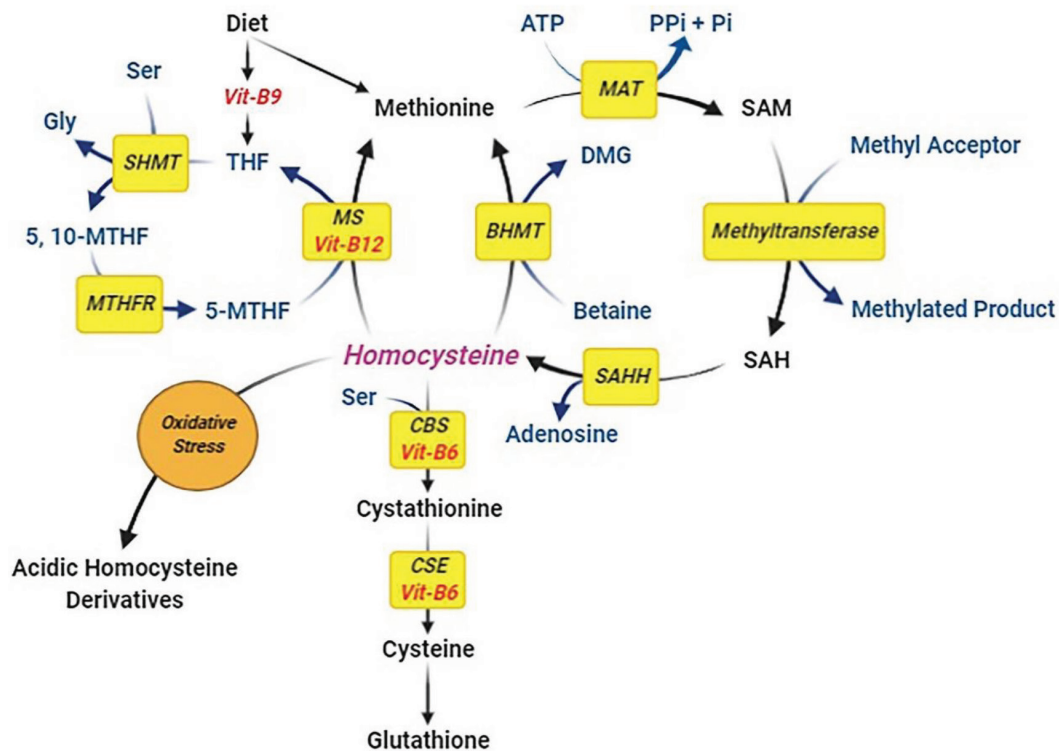 Diet
ATP
PPi + Pi
Ser
Vit-B9
MAT
Methionine
SAM
Gly
SHMT
THF
DMG
Methyl Acceptor
MS
Vit-B12
BHMT
Methyltransferase
5, 10-MTHF
MTHFR
5-MTHF
Betaine
Methylated Product
Homocysteine
SAHH
SAH
Ser
Oxidative
Stress
CBS
Vit-B6
Adenosine
Cystathionine
Acidic Homocysteine
Derivatives
CSE
Vit-B6
Cysteine
Glutathione